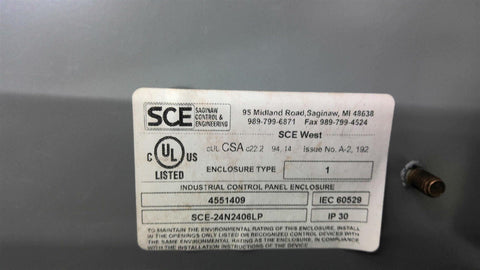 SCE SAGINAW CONTROL & ENGINEERING
95 Midland Road, Saginaw, MI 48638
989-799-6871 Fax 989-799-4524
SCE West
C UL US LISTED
cUL CSA c22.2 94, 14 issue No. A-2, 192
ENCLOSURE TYPE 1
INDUSTRIAL CONTROL PANEL ENCLOSURE
4551409 IEC 60529
SCE-24N2406LP IP 30
TO MAINTAIN THE ENVIRONMENTAL RATING OF THIS ENCLOSURE, INSTALL
IN THE OPENINGS ONLY LISTED OR RECOGNIZED CONTROL DEVICES WITH
THE SAME ENVIRONMENTAL RATING AS THE ENCLOSURE, IN COMPLIANCE
WITH THE INSTALLATION INSTRUCTIONS OF THE DEVICE.